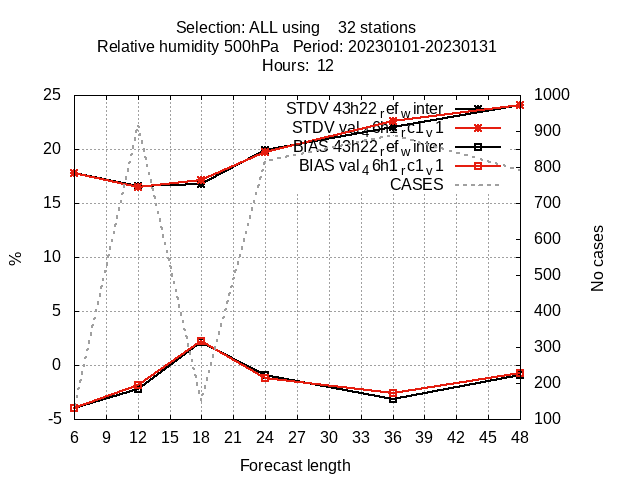 Selection: ALL using 32 stations
Relative humidity 500hPa Period: 20230101-20230131
Hours: 12
STDV 43h22_ref_winter
STDV val_46h1_rc1_v1
BIAS 43h22_ref_winter
BIAS val_46h1_rc1_v1
CASES
25
20
15
10
5
0
-5
%
1000
900
800
700
600
500
400
300
200
100
No cases
6 9 12 15 18 21 24 27 30 33 36 39 42 45 48
Forecast length